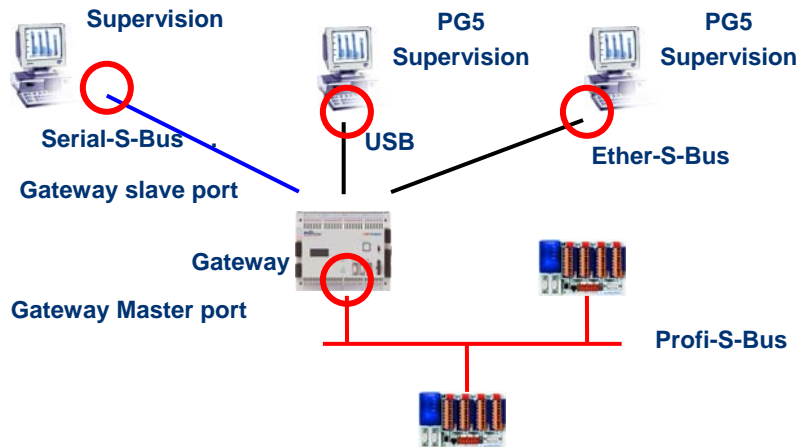 Supervision
PG5
Supervision
PG5
Supervision
Serial-S-Bus .
USB
Ether-S-Bus
Gateway slave port
Gateway
Gateway Master port
Profi-S-Bus